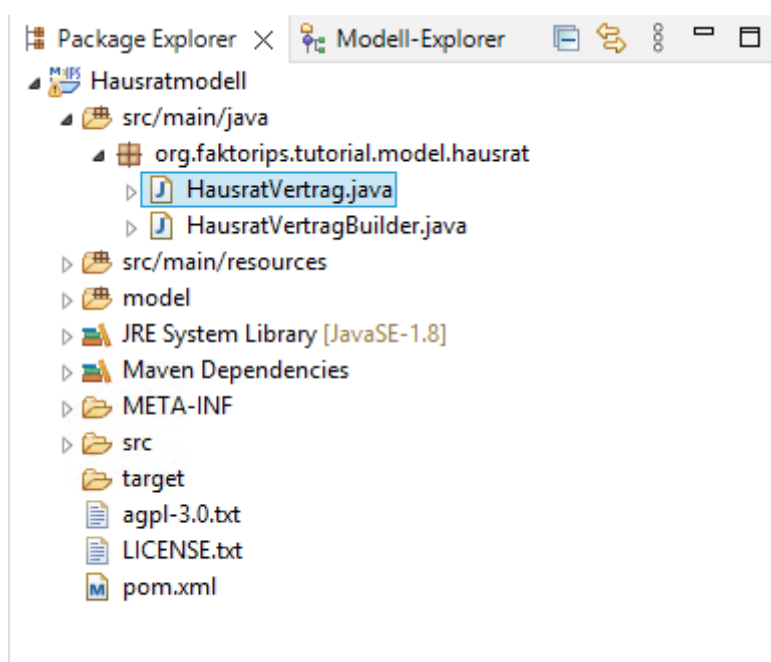 Package Explorer Modell-Explorer
Hausratmodell
src/main/java
org.faktorips.tutorial.model.hausrat
HausratVertrag.java
HausratVertragBuilder.java
src/main/resources
model
JRE System Library [JavaSE-1.8]
Maven Dependencies
META-INF
src
target
agpl-3.0.txt
LICENSE.txt
pom.xml